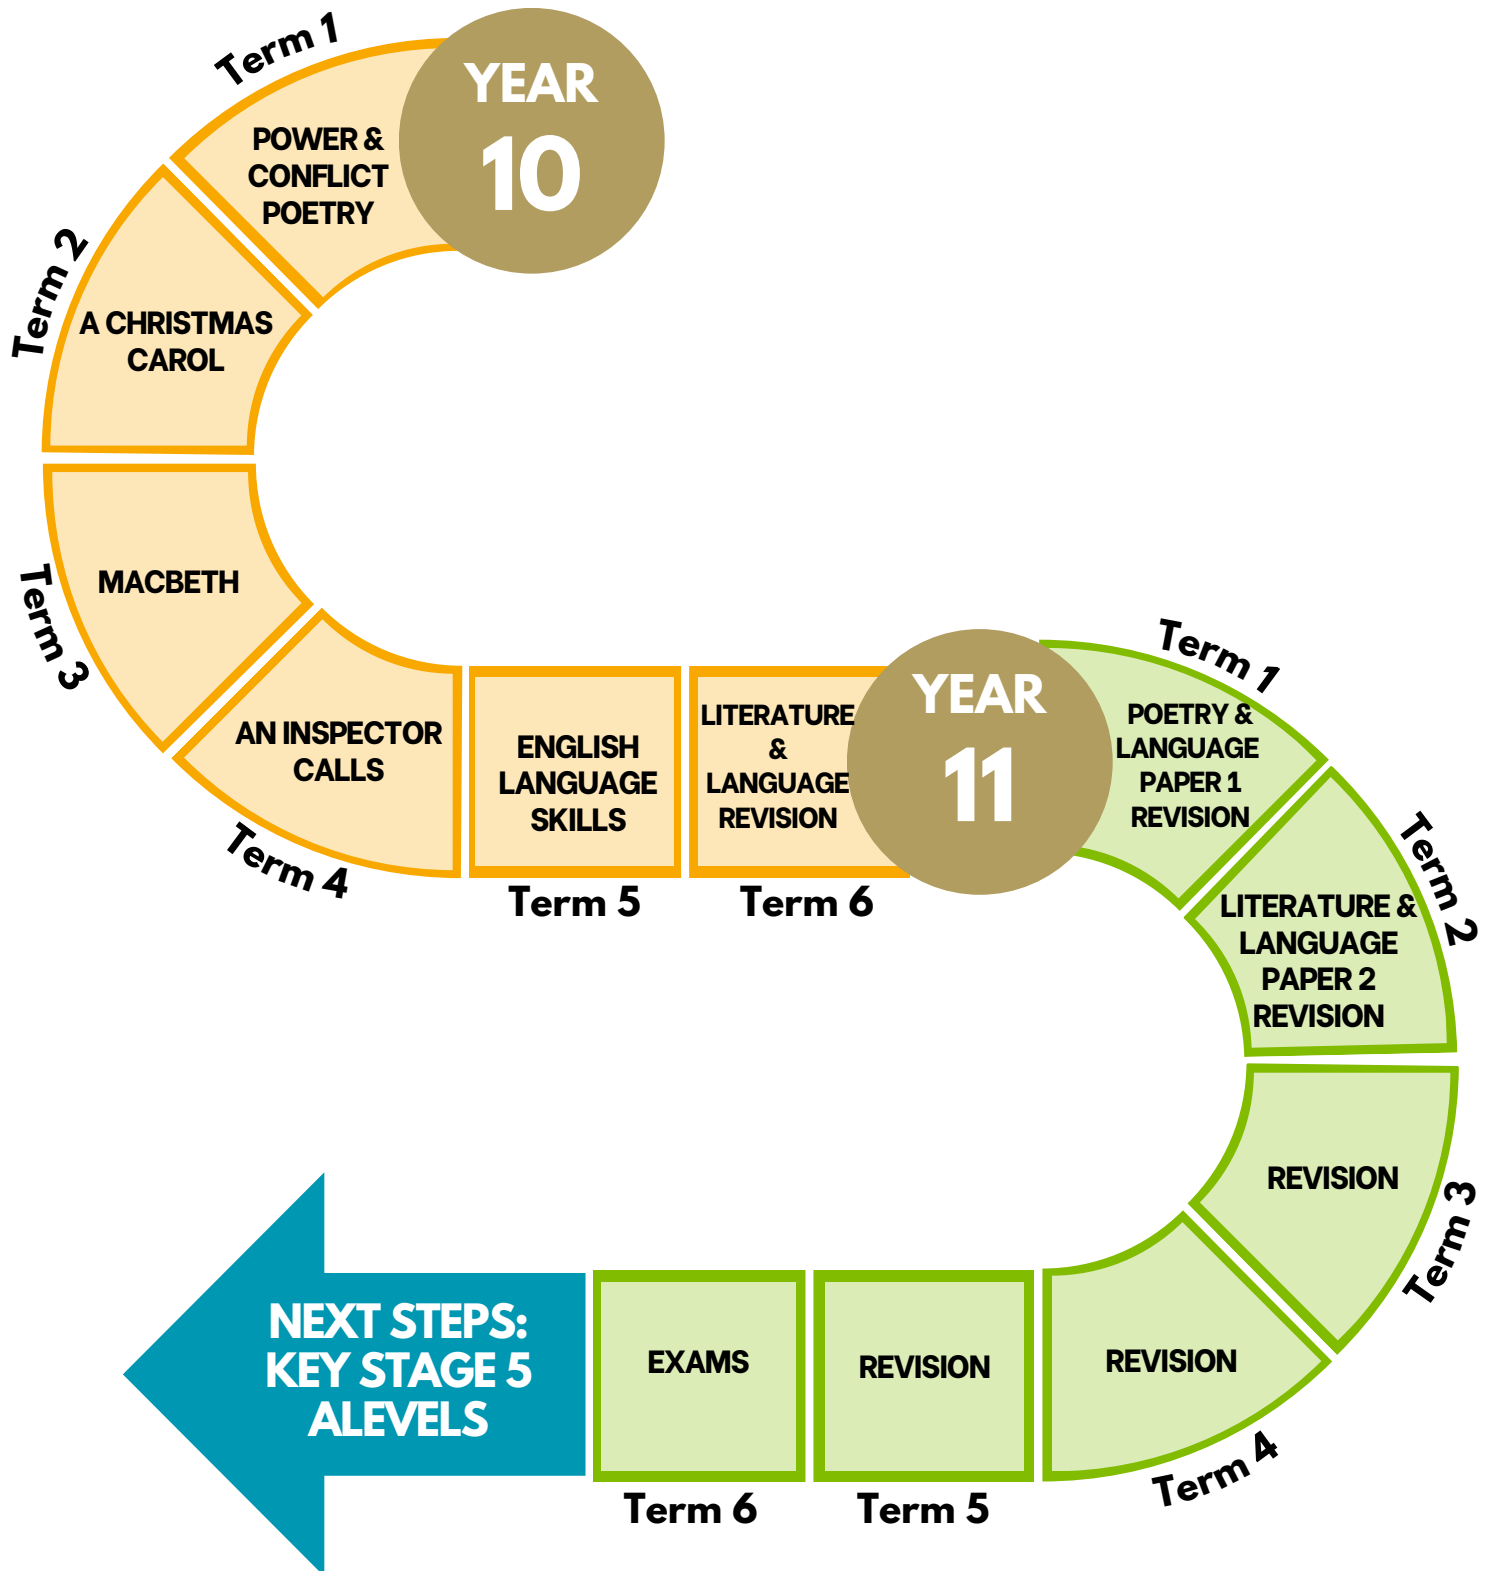 YEAR
10
Term 1
POWER &
CONFLICT
POETRY
Term 2
A CHRISTMAS
CAROL
Term 3
MACBETH
Term 4
AN INSPECTOR
CALLS
ENGLISH
LANGUAGE
SKILLS
Term 5
LITERATURE
&
LANGUAGE
REVISION
Term 6
YEAR
11
Term 1
POETRY &
LANGUAGE
PAPER 1
REVISION
Term 2
LITERATURE &
LANGUAGE
PAPER 2
REVISION
REVISION
Term 3
REVISION
Term 4
REVISION
Term 5
EXAMS
Term 6
NEXT STEPS:
KEY STAGE 5
ALEVELS